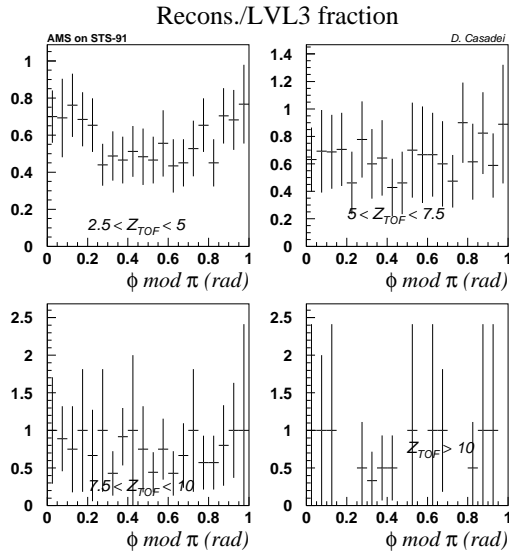 Recons./LVL3 fraction
AMS on STS-91
D. Casadei
1
0.8
0.6
0.4
0.2
0
2.5 < Z_TOF < 5
0 0.2 0.4 0.6 0.8 1
ϕ mod π (rad)
1.4
1.2
1
0.8
0.6
0.4
0.2
0
5 < Z_TOF < 7.5
0 0.2 0.4 0.6 0.8 1
ϕ mod π (rad)
2.5
2
1.5
1
0.5
0
7.5 < Z_TOF < 10
0 0.2 0.4 0.6 0.8 1
ϕ mod π (rad)
2.5
2
1.5
1
0.5
0
Z_TOF > 10
0 0.2 0.4 0.6 0.8 1
ϕ mod π (rad)